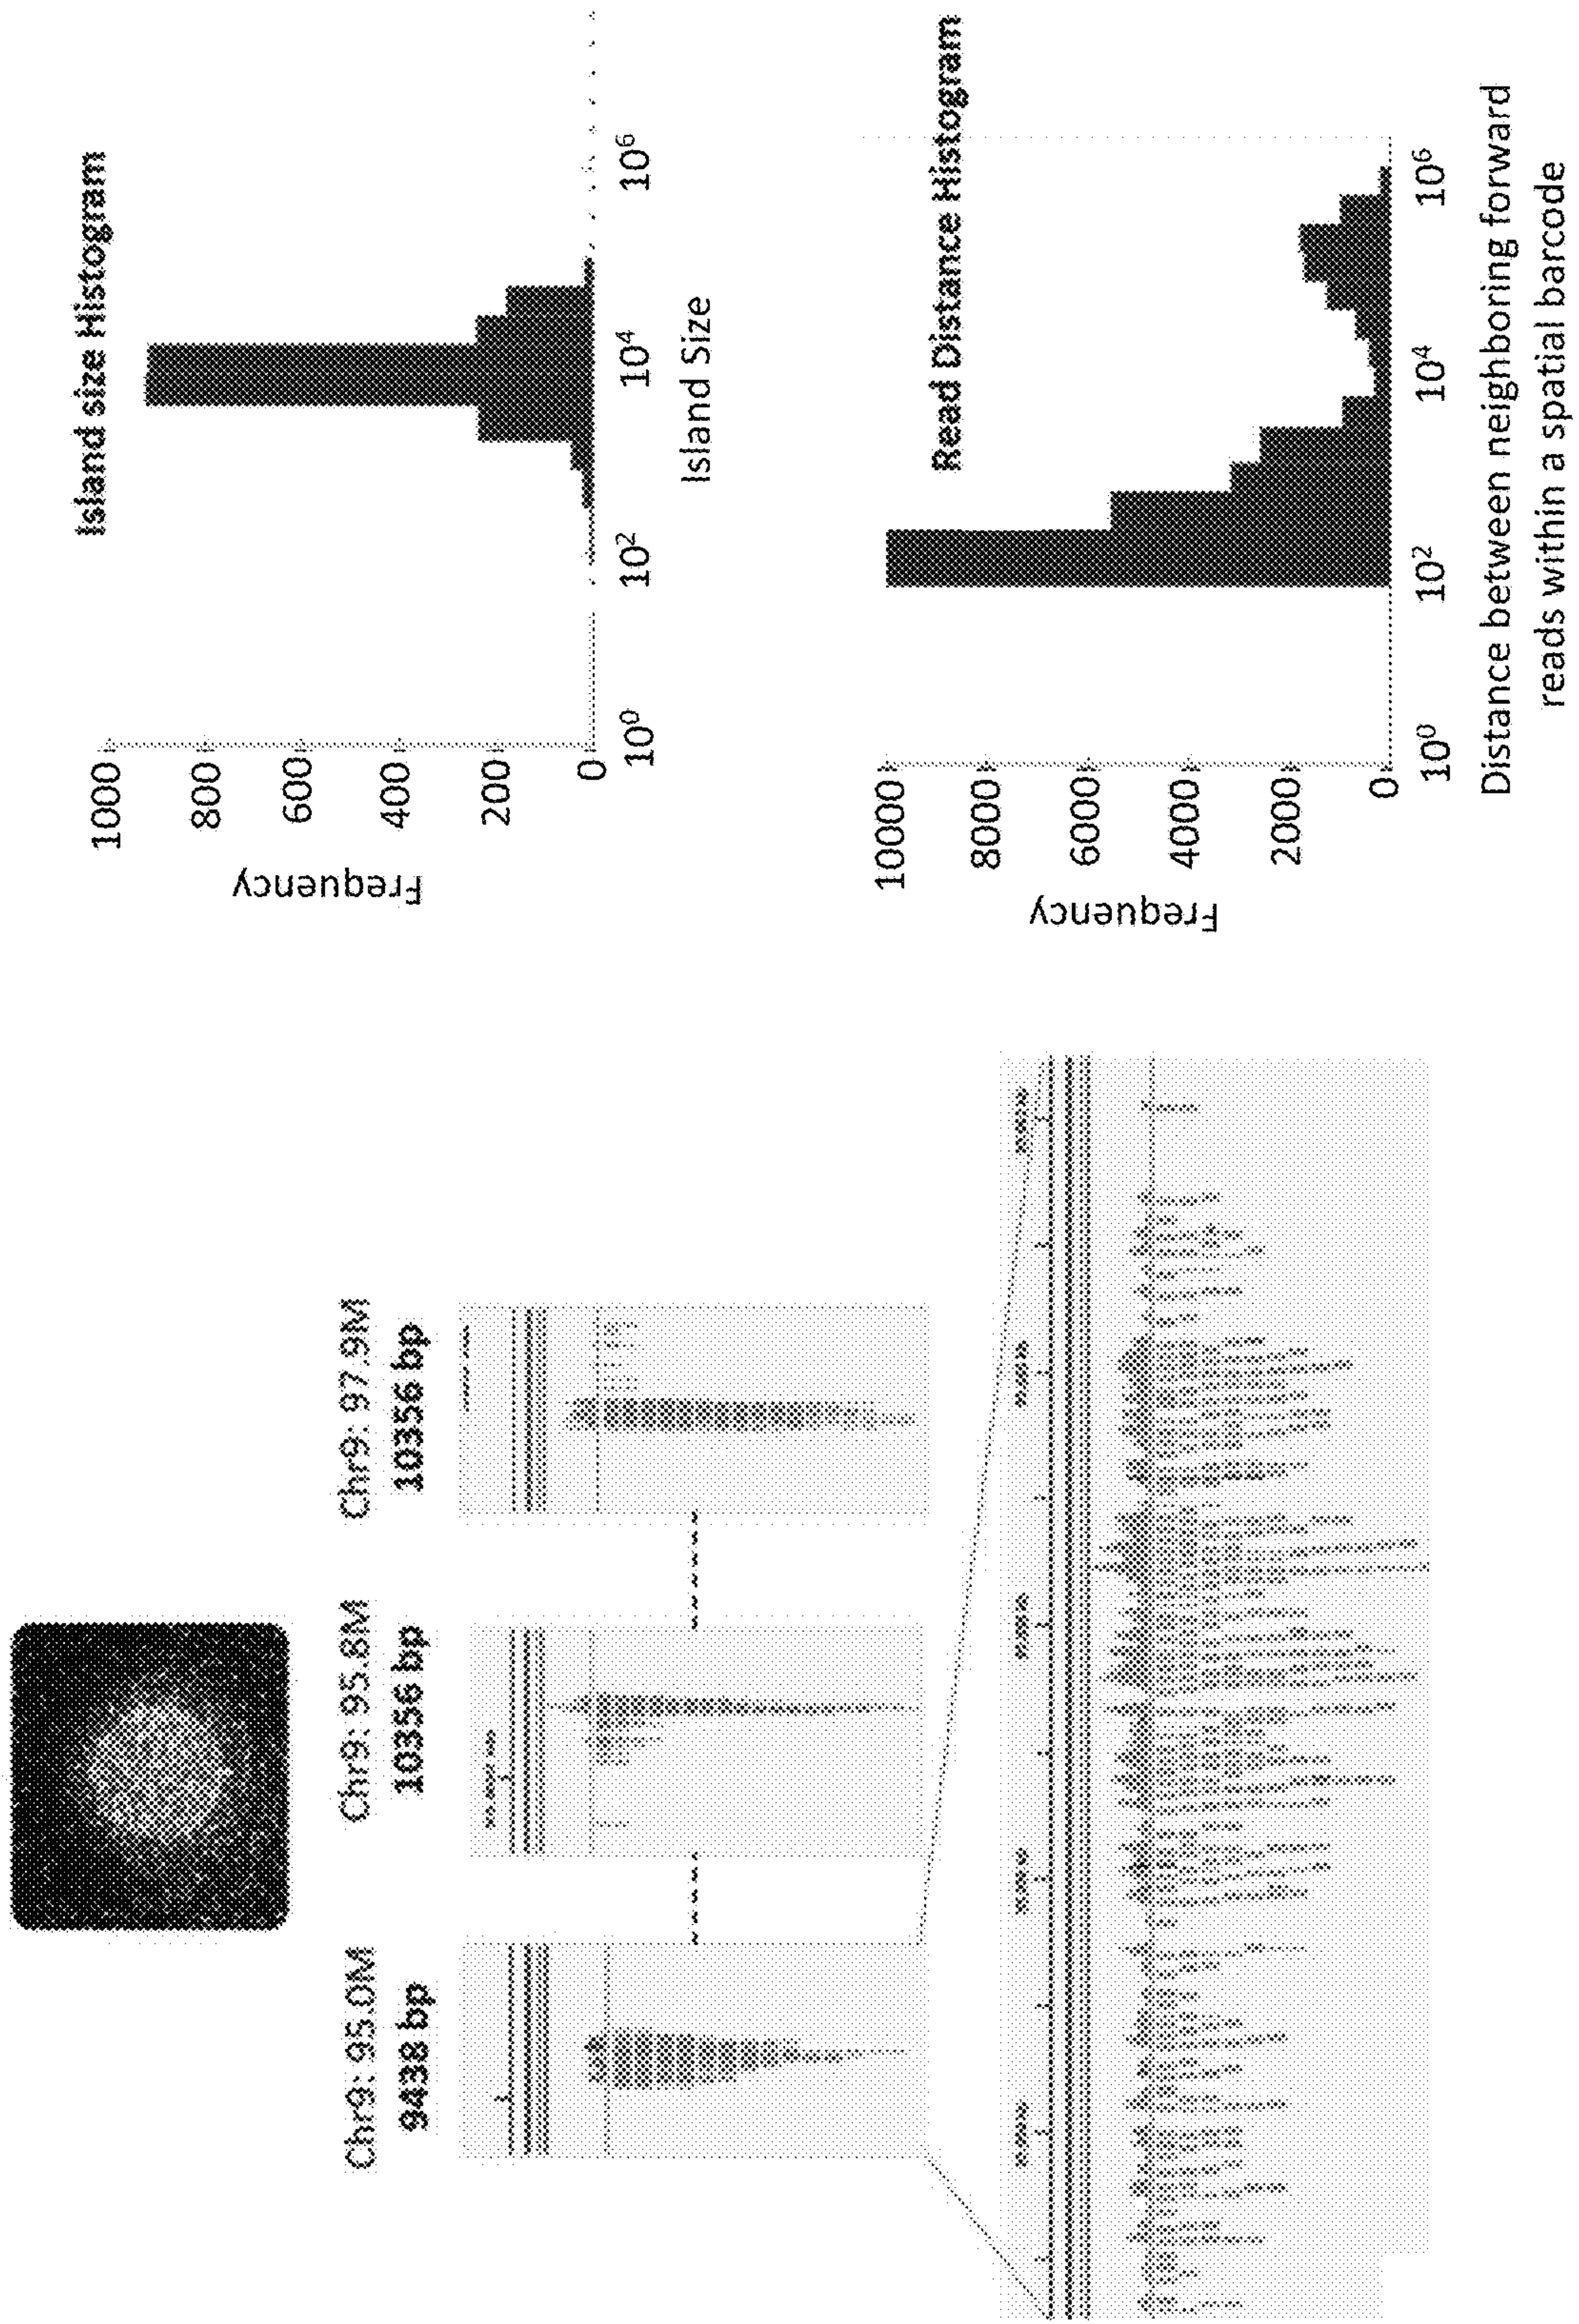 Chr9: 95.0M
9438 bp
Chr9: 95.8M
10356 bp
Chr9: 97.9M
10356 bp
Island size Histogram
Frequency
1000
800
600
400
200
0
10⁰
10²
10⁴
10⁶
Island Size
Read Distance Histogram
Frequency
10000
8000
6000
4000
2000
0
10⁰
10²
10⁴
10⁶
Distance between neighboring forward
reads within a spatial barcode